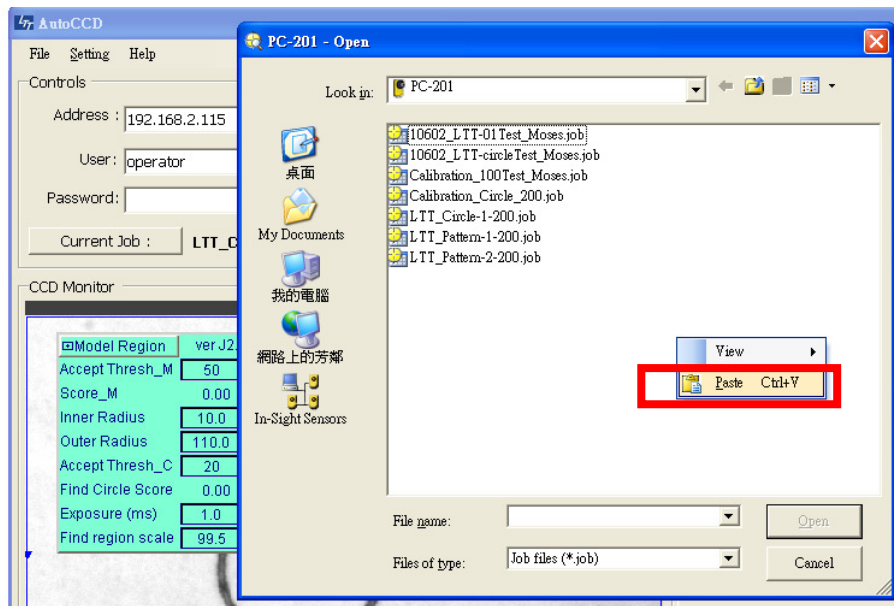 LTT AutoCCD
File Setting Help
Controls
Address : 192.168.2.115
User: operator
Password:
Current Job : LTT_C
CCD Monitor
Model Region ver J2.
Accept Thresh_M 50
Score_M 0.00
Inner Radius 10.0
Outer Radius 110.0
Accept Thresh_C 20
Find Circle Score 0.00
Exposure (ms) 1.0
Find region scale 99.5
PC-201 - Open
Look in: PC-201
桌面
My Documents
我的電腦
網路上的芳鄰
In-Sight Sensors
10602_LTT-01Test_Moses.job
10602_LTT-circleTest_Moses.job
Calibration_100Test_Moses.job
Calibration_Circle_200.job
LTT_Circle-1-200.job
LTT_Pattern-1-200.job
LTT_Pattern-2-200.job
View
Paste Ctrl+V
File name:
Open
Files of type: Job files (*.job)
Cancel